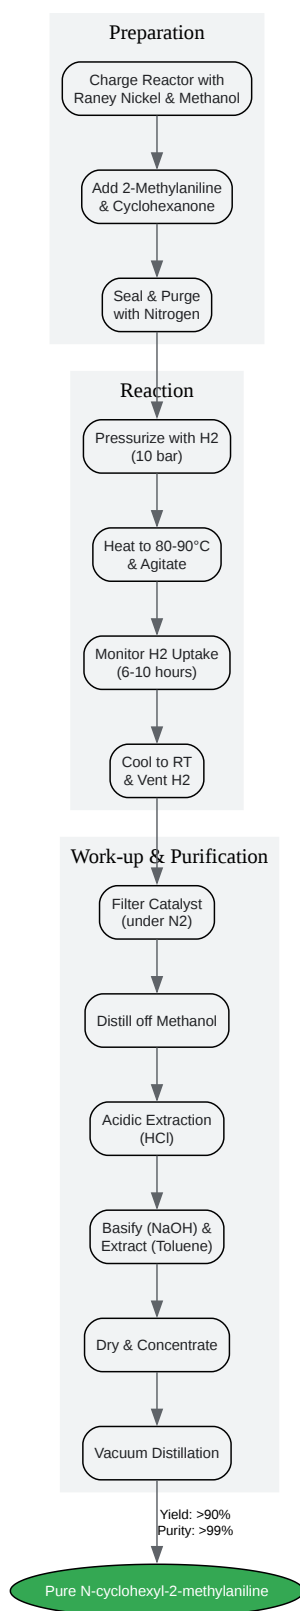 Preparation
Charge Reactor with
Raney Nickel & Methanol
Add 2-Methylaniline
& Cyclohexanone
Seal & Purge
with Nitrogen
Reaction
Pressurize with H2
(10 bar)
Heat to 80-90°C
& Agitate
Monitor H2 Uptake
(6-10 hours)
Cool to RT
& Vent H2
Work-up & Purification
Filter Catalyst
(under N2)
Distill off Methanol
Acidic Extraction
(HCl)
Basify (NaOH) &
Extract (Toluene)
Dry & Concentrate
Vacuum Distillation
Yield: >90%
Purity: >99%
Pure N-cyclohexyl-2-methylaniline